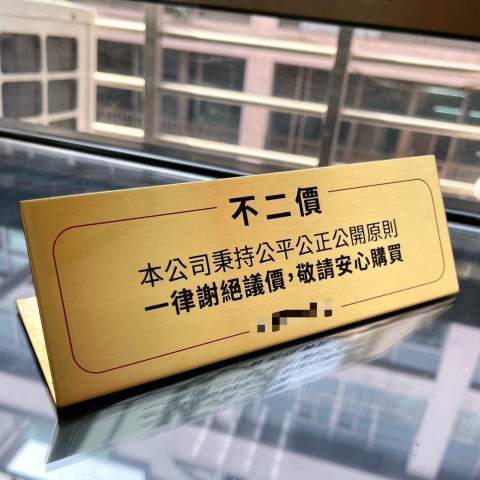 不二價
本公司秉持公平公正公開原則
一律謝絕議價，敬請安心購買